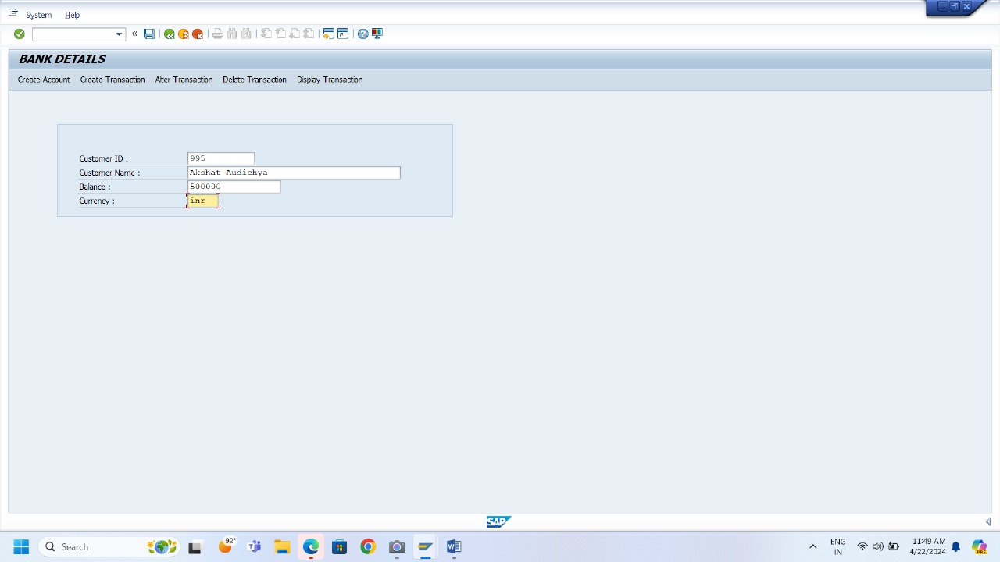 System Help
BANK DETAILS
Create Account Create Transaction Alter Transaction Delete Transaction Display Transaction
Customer ID : 995
Customer Name : Akshat Audichya
Balance : 500000
Currency : inr
SAP
Search
92°
ENG
IN
11:49 AM
4/22/2024
PRE